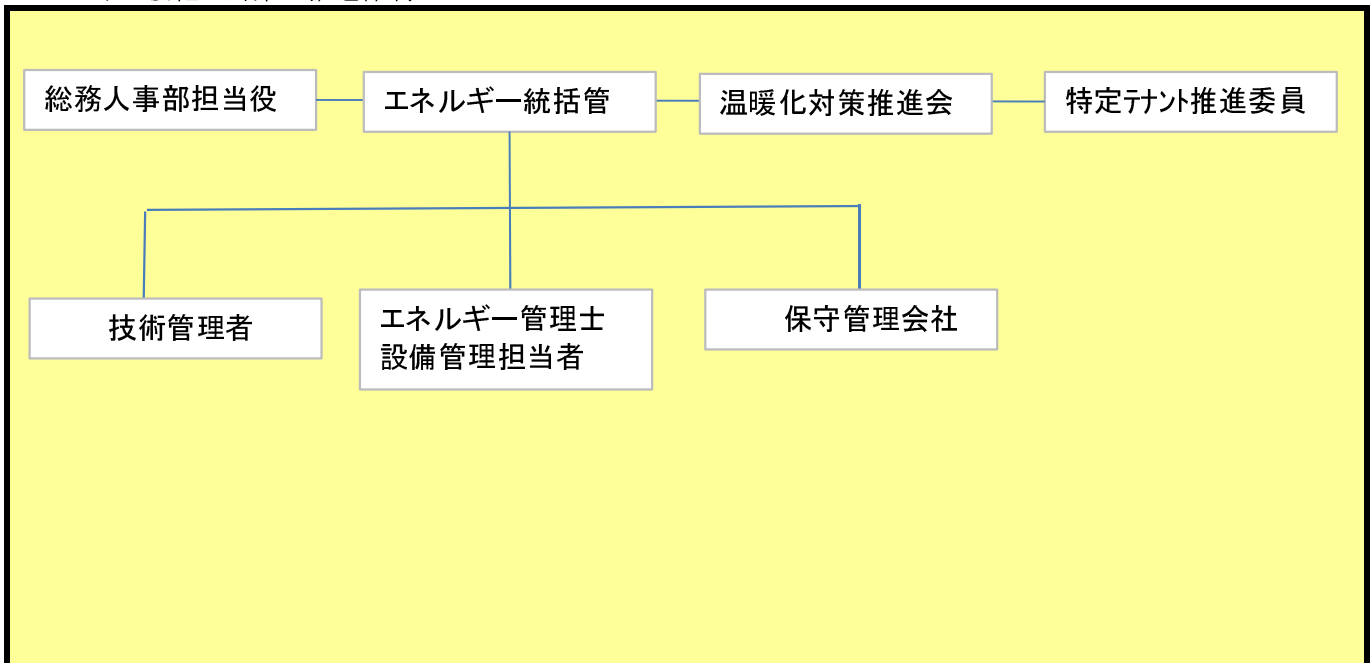 総務人事部担当役
エネルギー統括管
温暖化対策推進会
特定テナント推進委員
技術管理者
エネルギー管理士
設備管理担当者
保守管理会社